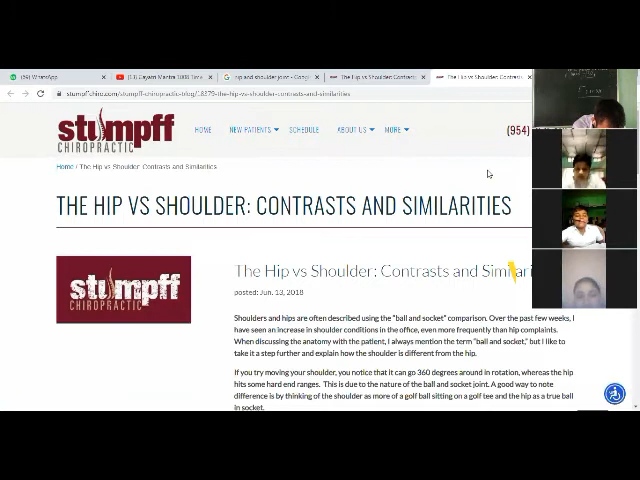 (59) WhatsApp
(11) Gayatri Mantra 1008 Time
hip and shoulder joint - Google
The Hip vs Shoulder: Contras
The Hip vs Shoulder: Contras
stumpffchiro.com/stumpff-chiropractic-blog/18379-the-hip-vs-shoulder-contrasts-and-similarities
stumpff
CHIROPRACTIC
HOME
NEW PATIENTS
SCHEDULE
ABOUT US
MORE
(954)
Home / The Hip vs Shoulder: Contrasts and Similarities
THE HIP VS SHOULDER: CONTRASTS AND SIMILARITIES
stumpff
CHIROPRACTIC
The Hip vs Shoulder: Contrasts and Similari
posted: Jun. 13, 2018
Shoulders and hips are often described using the "ball and socket" comparison. Over the past few weeks, I
have seen an increase in shoulder conditions in the office, even more frequently than hip complaints.
When discussing the anatomy with the patient, I always mention the term "ball and socket," but I like to
take it a step further and explain how the shoulder is different from the hip.
If you try moving your shoulder, you notice that it can go 360 degrees around in rotation, whereas the hip
hits some hard end ranges. This is due to the nature of the ball and socket joint. A good way to note
difference is by thinking of the shoulder as more of a golf ball sitting on a golf tee and the hip as a true ball
in socket.